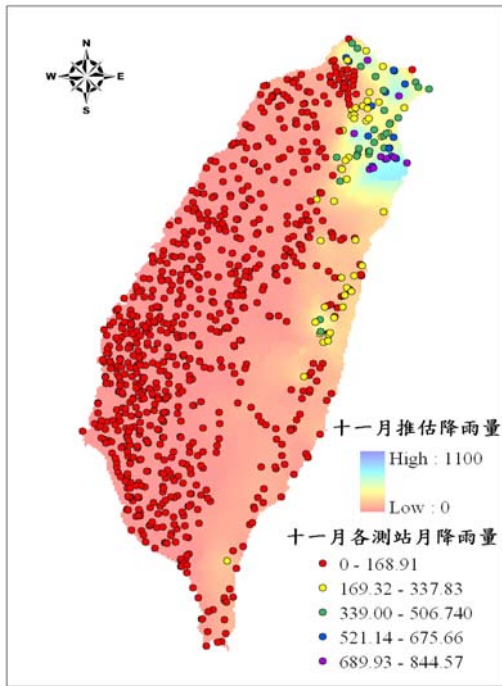 N
W E
S
十一月推估降雨量
High : 1100
Low : 0
十一月各測站月降雨量
0 - 168.91
169.32 - 337.83
339.00 - 506.740
521.14 - 675.66
689.93 - 844.57